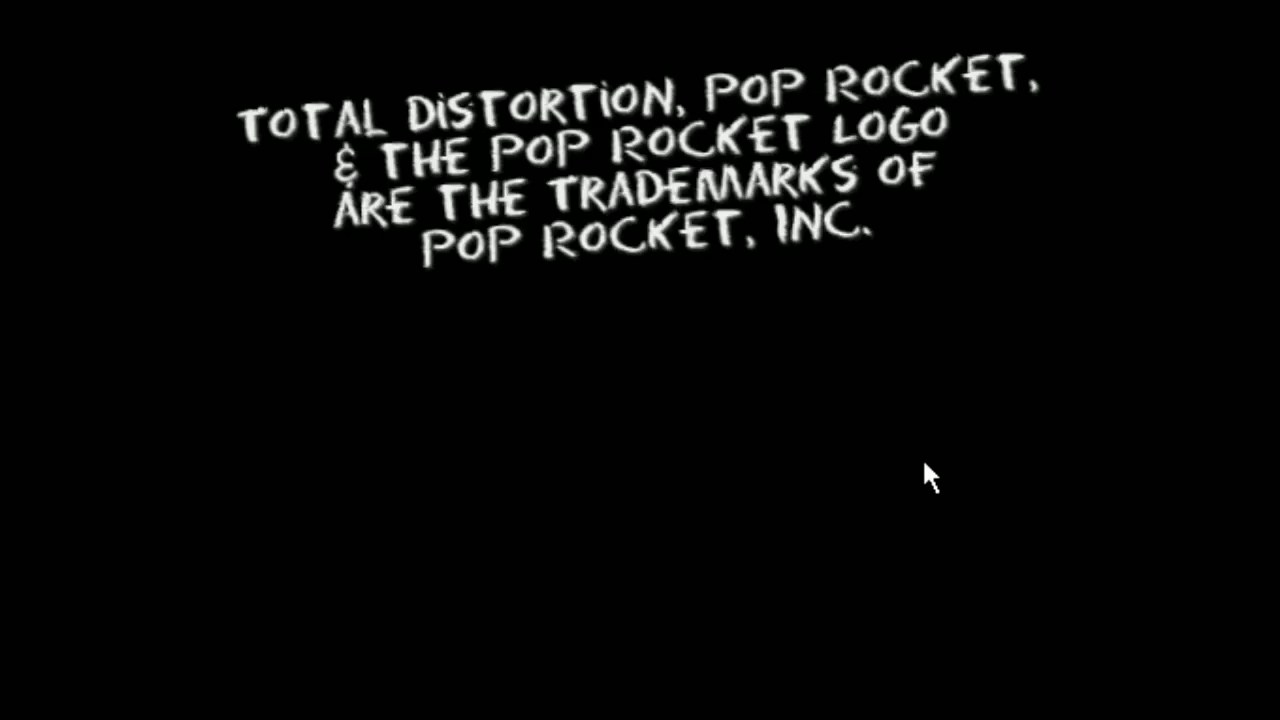 TOTAL DISTORTION, POP ROCKET,
& THE POP ROCKET LOGO
ARE THE TRADEMARKS OF
POP ROCKET, INC.